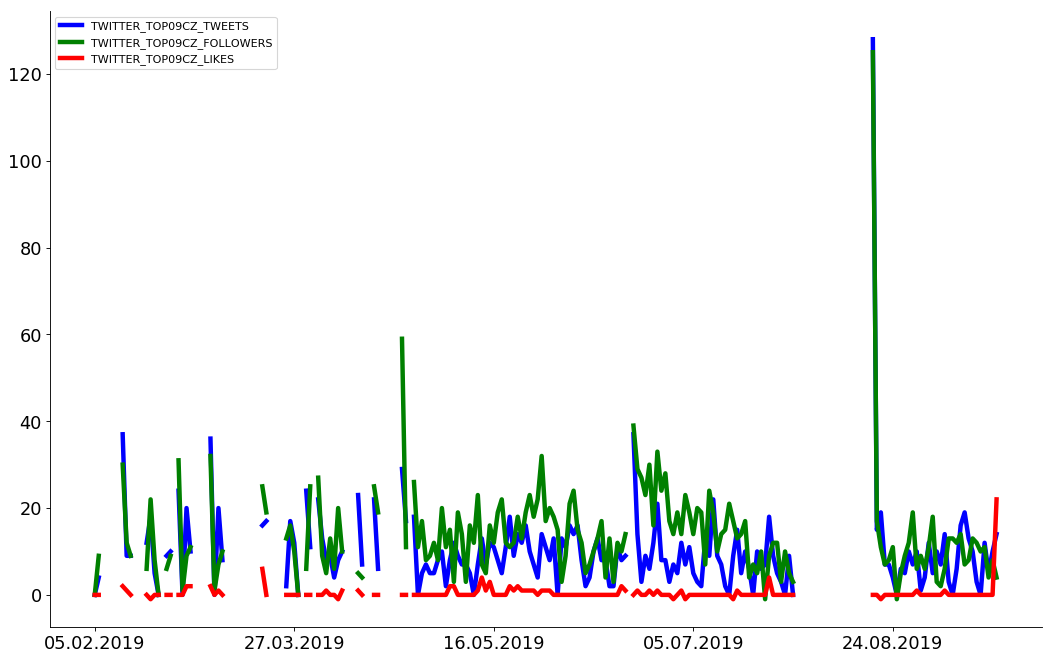 TWITTER_TOP09CZ_TWEETS
TWITTER_TOP09CZ_FOLLOWERS
TWITTER_TOP09CZ_LIKES
120
100
80
60
40
20
0
05.02.2019 27.03.2019 16.05.2019 05.07.2019 24.08.2019